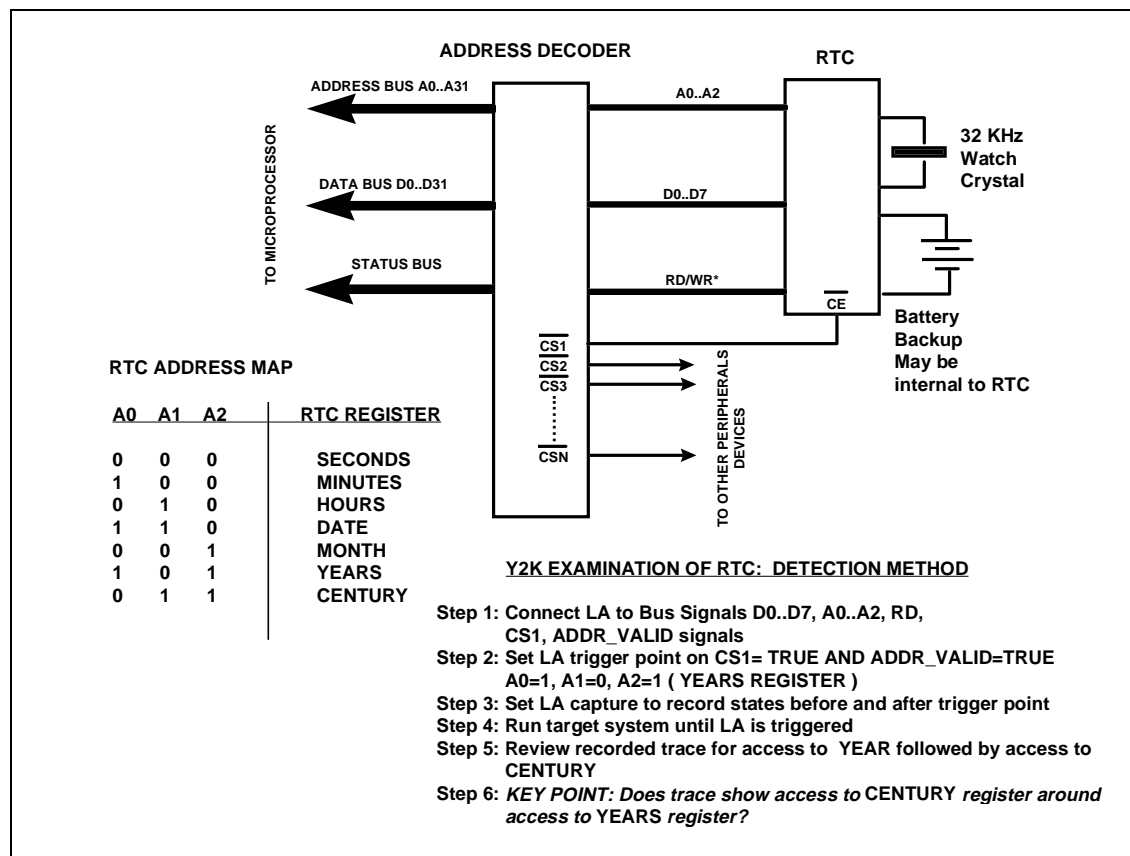 ADDRESS DECODER
RTC
ADDRESS BUS A0..A31
A0..A2
TO MICROPROCESSOR
32 KHz
Watch
Crystal
DATA BUS D0..D31
D0..D7
STATUS BUS
RD/WR*
CE
Battery
Backup
May be
internal to RTC
CS1
CS2
CS3
CSN
TO OTHER PERIPHERALS
DEVICES
RTC ADDRESS MAP
A0 A1 A2 RTC REGISTER
0 0 0 SECONDS
1 0 0 MINUTES
0 1 0 HOURS
1 1 0 DATE
0 0 1 MONTH
1 0 1 YEARS
0 1 1 CENTURY
Y2K EXAMINATION OF RTC: DETECTION METHOD
Step 1: Connect LA to Bus Signals D0..D7, A0..A2, RD,
CS1, ADDR_VALID signals
Step 2: Set LA trigger point on CS1= TRUE AND ADDR_VALID=TRUE
A0=1, A1=0, A2=1 ( YEARS REGISTER )
Step 3: Set LA capture to record states before and after trigger point
Step 4: Run target system until LA is triggered
Step 5: Review recorded trace for access to YEAR followed by access to
CENTURY
Step 6: KEY POINT: Does trace show access to CENTURY register around
access to YEARS register?